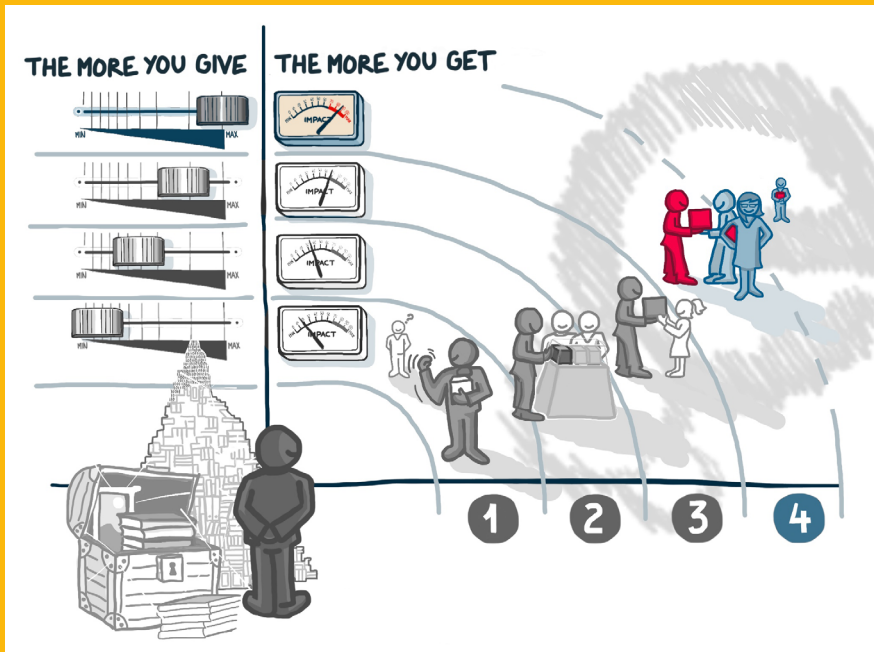 THE MORE YOU GIVE
THE MORE YOU GET
MIN
MAX
IMPACT
MIN
MAX
IMPACT
MIN
MAX
IMPACT
MIN
MAX
IMPACT
?
1
2
3
4